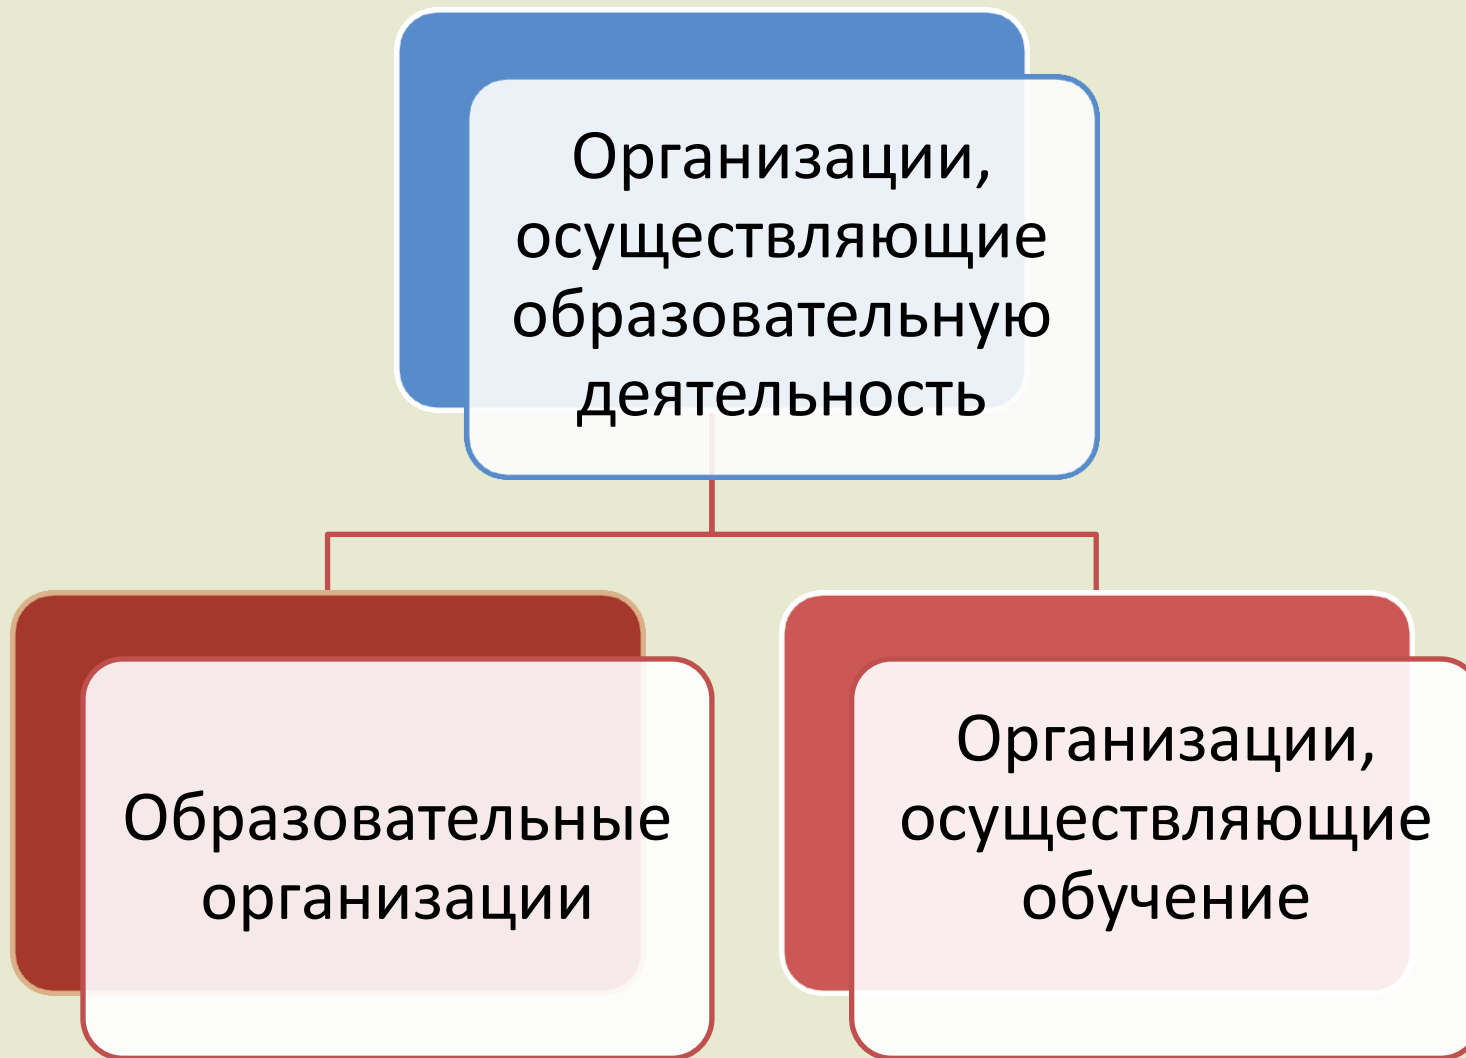 Организации,
осуществляющие
образовательную
деятельность
Образовательные
организации
Организации,
осуществляющие
обучение